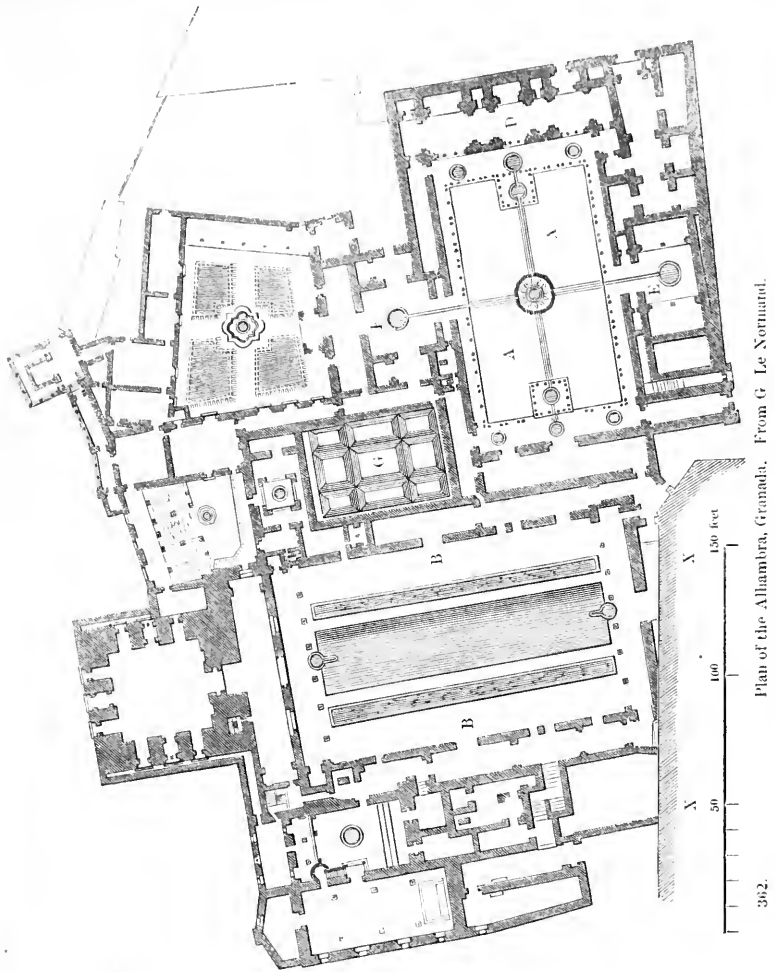 A
A
B
B
D
G
X
X
50
100
150 feet
362.
Plan of the Alhambra, Granada. From G Le Normand.